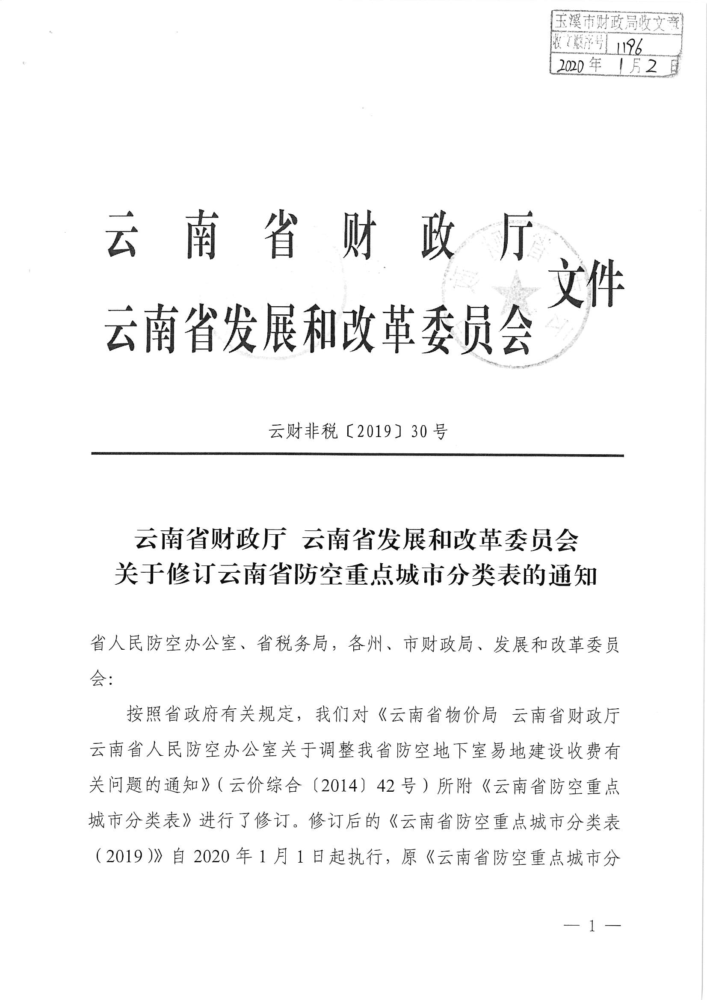 玉溪市财政局收文章
收文顺序号 1196
2020年 1月2日
云南省财政厅
文件
云南省发展和改革委员会
云财非税〔2019〕30号
云南省财政厅 云南省发展和改革委员会
关于修订云南省防空重点城市分类表的通知
省人民防空办公室、省税务局，各州、市财政局、发展和改革委员
会：
按照省政府有关规定，我们对《云南省物价局 云南省财政厅
云南省人民防空办公室关于调整我省防空地下室易地建设收费有
关问题的通知》（云价综合〔2014〕42号）所附《云南省防空重点
城市分类表》进行了修订。修订后的《云南省防空重点城市分类表
（2019）》自2020年1月1日起执行，原《云南省防空重点城市分
— 1 —